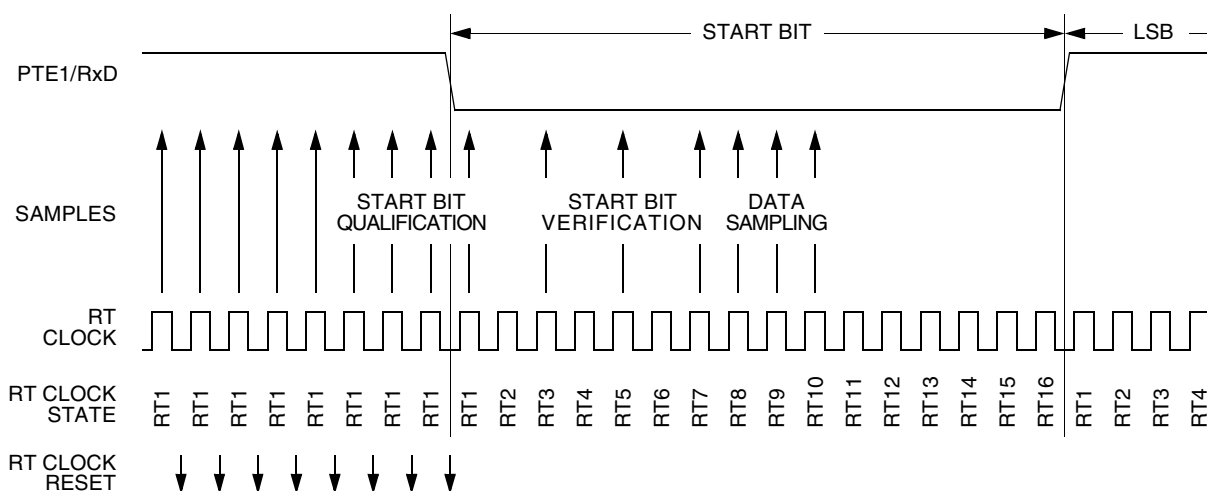 START BIT
LSB
PTE1/RxD
SAMPLES
START BIT
QUALIFICATION
START BIT
VERIFICATION
DATA
SAMPLING
RT
CLOCK
RT CLOCK
STATE
RT1 RT1 RT1 RT1 RT1 RT1 RT1 RT1 RT1 RT2 RT3 RT4 RT5 RT6 RT7 RT8 RT9 RT10 RT11 RT12 RT13 RT14 RT15 RT16 RT1 RT2 RT3 RT4
RT CLOCK
RESET